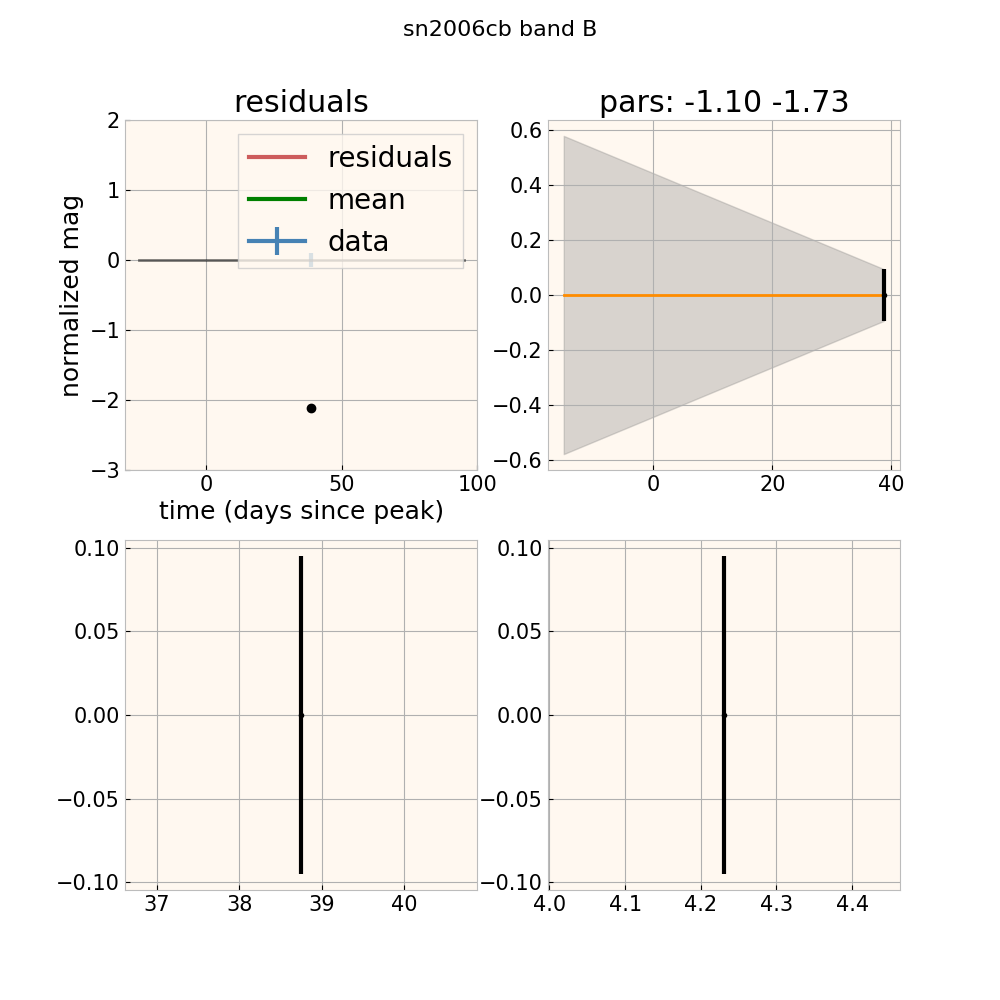 sn2006cb band B
residuals
pars: -1.10 -1.73
normalized mag
2
1
0
−1
−2
−3
residuals
mean
data
0 50 100
time (days since peak)
0.6
0.4
0.2
0.0
−0.2
−0.4
−0.6
0 20 40
0.10
0.05
0.00
−0.05
−0.10
37 38 39 40
0.10
0.05
0.00
−0.05
−0.10
4.0 4.1 4.2 4.3 4.4